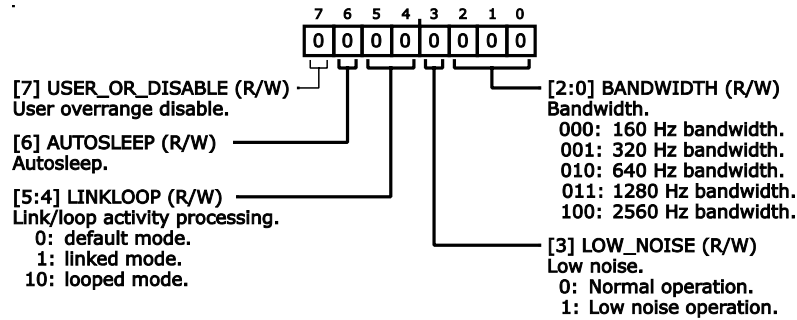 7 6 5 4 3 2 1 0
0 0 0 0 0 0 0 0
[7] USER_OR_DISABLE (R/W)
User overrange disable.
[6] AUTOSLEEP (R/W)
Autosleep.
[5:4] LINKLOOP (R/W)
Link/loop activity processing.
0: default mode.
1: linked mode.
10: looped mode.
[2:0] BANDWIDTH (R/W)
Bandwidth.
000: 160 Hz bandwidth.
001: 320 Hz bandwidth.
010: 640 Hz bandwidth.
011: 1280 Hz bandwidth.
100: 2560 Hz bandwidth.
[3] LOW_NOISE (R/W)
Low noise.
0: Normal operation.
1: Low noise operation.